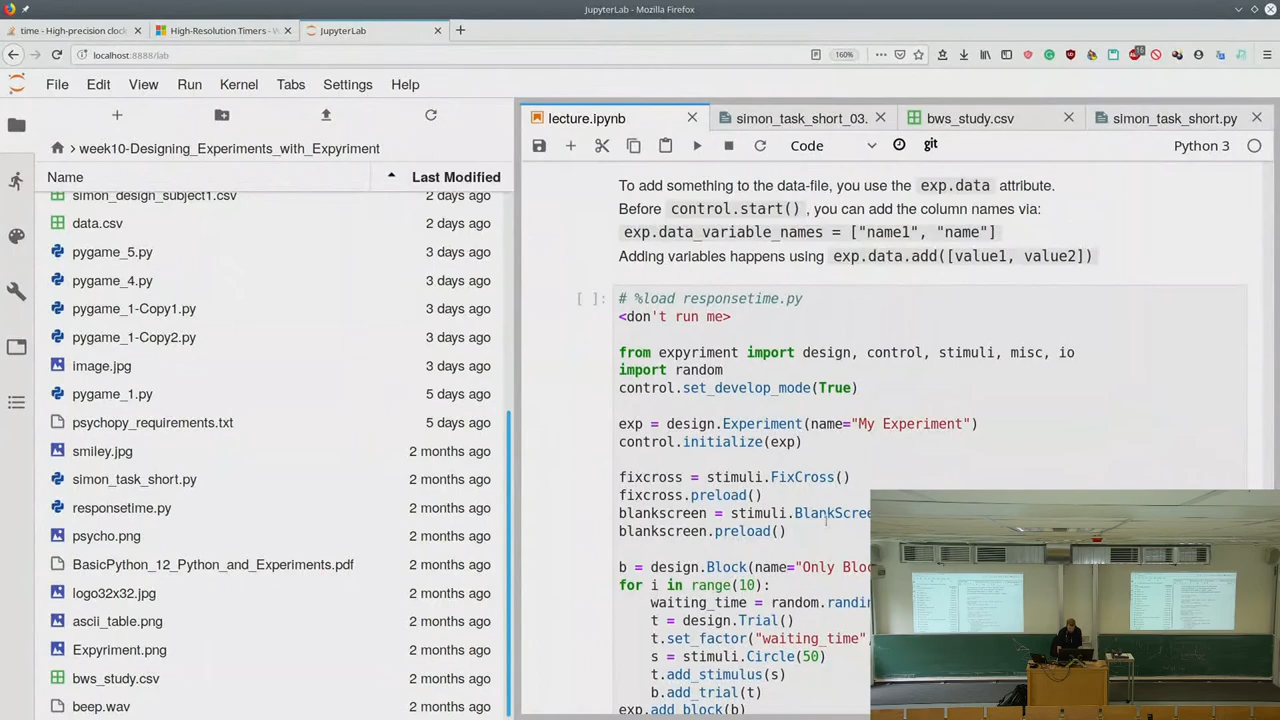 JupyterLab - Mozilla Firefox
time - High-precision clock
High-Resolution Timers - W
JupyterLab
localhost:8888/lab
160%
16
File Edit View Run Kernel Tabs Settings Help
week10-Designing_Experiments_with_Expyriment
Name Last Modified
simon_design_subject1.csv 2 days ago
data.csv 2 days ago
pygame_5.py 3 days ago
pygame_4.py 3 days ago
pygame_1-Copy1.py 3 days ago
pygame_1-Copy2.py 3 days ago
image.jpg 3 days ago
pygame_1.py 5 days ago
psychopy_requirements.txt 5 days ago
smiley.jpg 2 months ago
simon_task_short.py 2 months ago
responsetime.py 2 months ago
psycho.png 2 months ago
BasicPython_12_Python_and_Experiments.pdf 2 months ago
logo32x32.jpg 2 months ago
ascii_table.png 2 months ago
Expyriment.png 2 months ago
bws_study.csv 2 months ago
beep.wav 2 months ago
lecture.ipynb
simon_task_short_03.
bws_study.csv
simon_task_short.py
Code
git
Python 3
To add something to the data-file, you use the exp.data attribute.
Before control.start() , you can add the column names via:
exp.data_variable_names = ["name1", "name"]
Adding variables happens using exp.data.add([value1, value2])
[ ]:
# %load responsetime.py
<don't run me>
from expyriment import design, control, stimuli, misc, io
import random
control.set_develop_mode(True)
exp = design.Experiment(name="My Experiment")
control.initialize(exp)
fixcross = stimuli.FixCross()
fixcross.preload()
blankscreen = stimuli.BlankScree
blankscreen.preload()
b = design.Block(name="Only Bloc
for i in range(10):
waiting_time = random.randin
t = design.Trial()
t.set_factor("waiting_time",
s = stimuli.Circle(50)
t.add_stimulus(s)
b.add_trial(t)
exp.add_block(b)